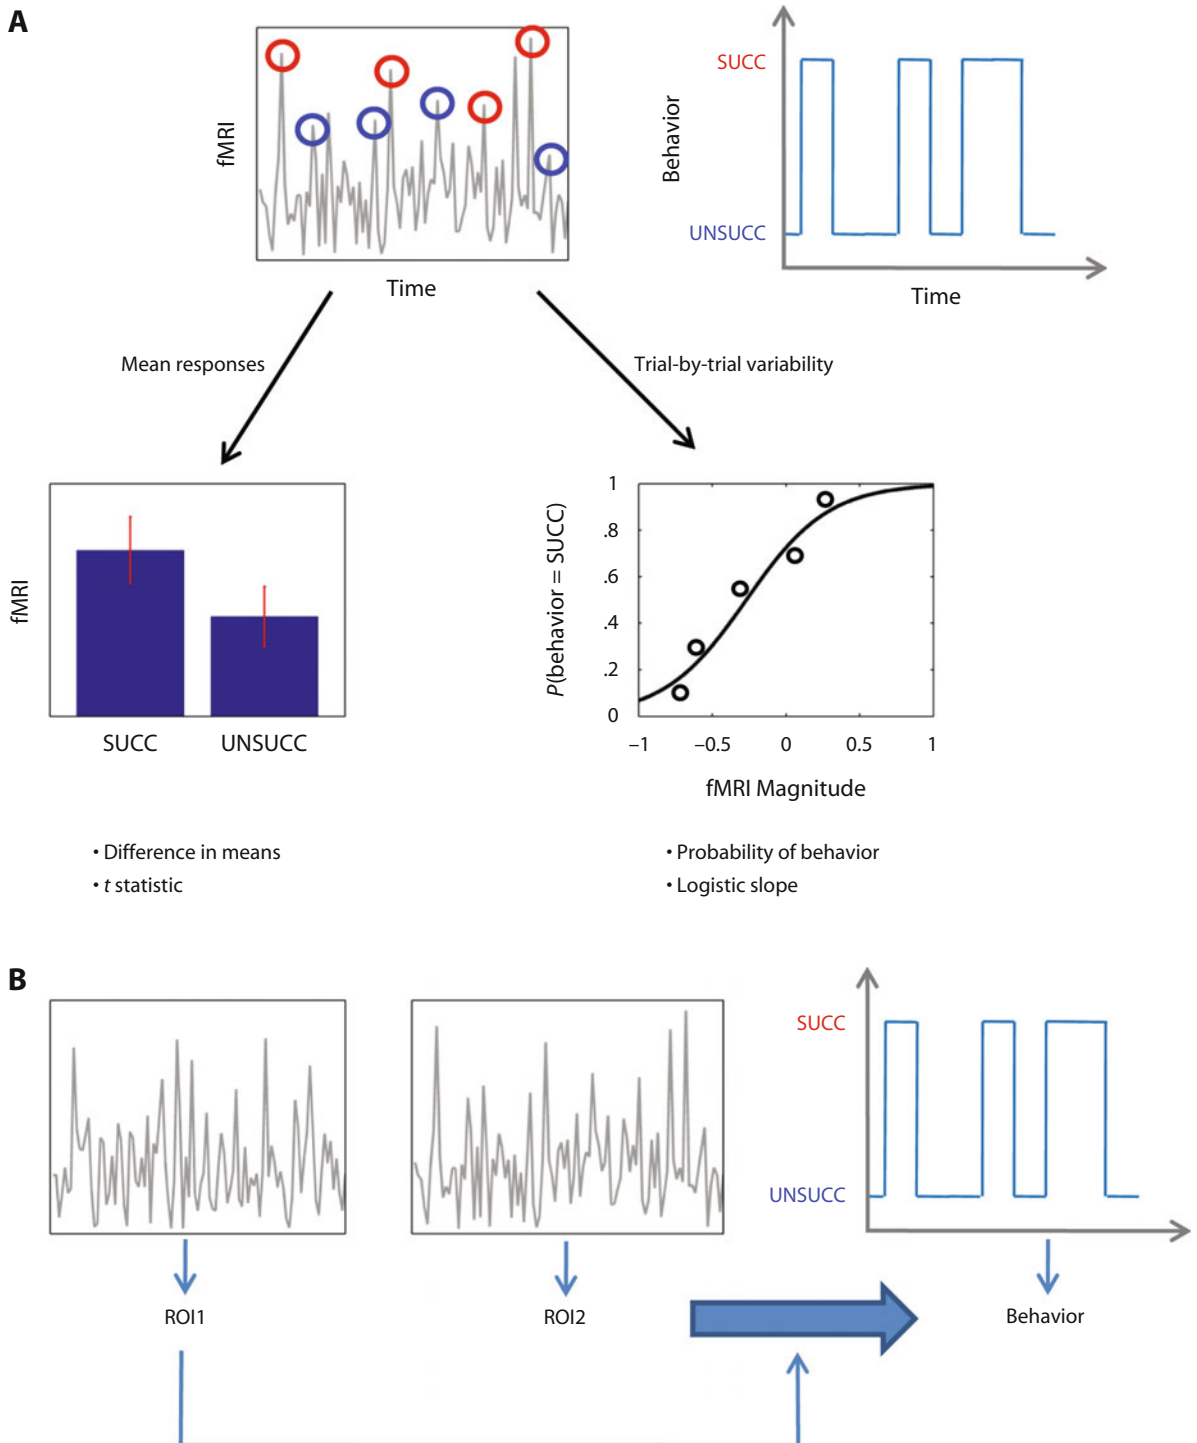 A
fMRI
Time
SUCC
Behavior
UNSUCC
Time
Mean responses
Trial-by-trial variability
fMRI
SUCC
UNSUCC
P(behavior = SUCC)
1
.8
.6
.4
.2
0
–1
–0.5
0
0.5
1
fMRI Magnitude
• Difference in means
• t statistic
• Probability of behavior
• Logistic slope
B
SUCC
UNSUCC
ROI1
ROI2
Behavior